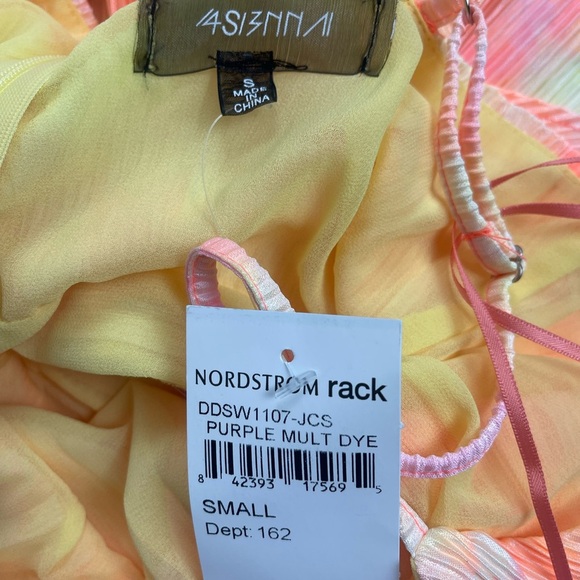 4SI3NNA
S
MADE
IN
CHINA
NORDSTROM rack
DDSW1107-JCS
PURPLE MULT DYE
8 42393 17569 5
SMALL
Dept: 162